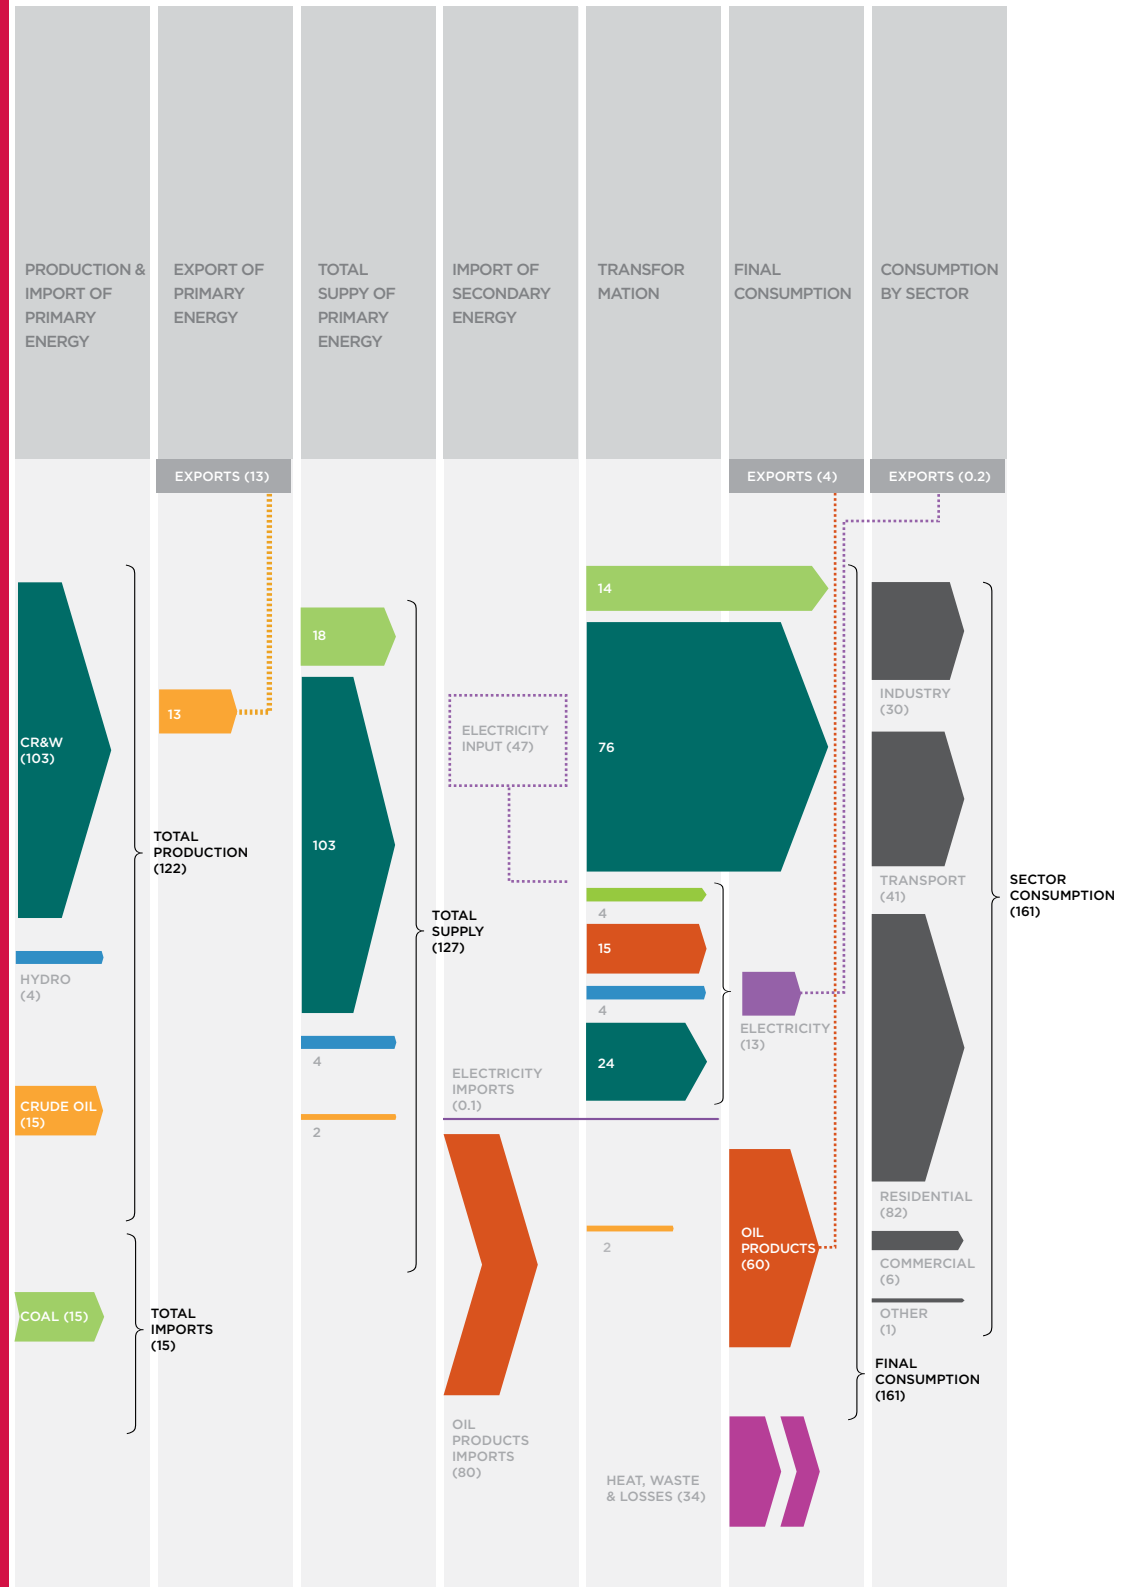 PRODUCTION &
IMPORT OF
PRIMARY
ENERGY
EXPORT OF
PRIMARY
ENERGY
TOTAL
SUPPY OF
PRIMARY
ENERGY
IMPORT OF
SECONDARY
ENERGY
TRANSFOR
MATION
FINAL
CONSUMPTION
CONSUMPTION
BY SECTOR
EXPORTS (13)
EXPORTS (4)
EXPORTS (0.2)
CR&W
(103)
HYDRO
(4)
CRUDE OIL
(15)
COAL (15)
TOTAL
PRODUCTION
(122)
TOTAL
IMPORTS
(15)
13
18
103
4
2
TOTAL
SUPPLY
(127)
ELECTRICITY
INPUT (47)
ELECTRICITY
IMPORTS
(0.1)
OIL
PRODUCTS
IMPORTS
(80)
14
76
4
15
4
24
2
HEAT, WASTE
& LOSSES (34)
ELECTRICITY
(13)
OIL
PRODUCTS
(60)
FINAL
CONSUMPTION
(161)
INDUSTRY
(30)
TRANSPORT
(41)
RESIDENTIAL
(82)
COMMERCIAL
(6)
OTHER
(1)
SECTOR
CONSUMPTION
(161)